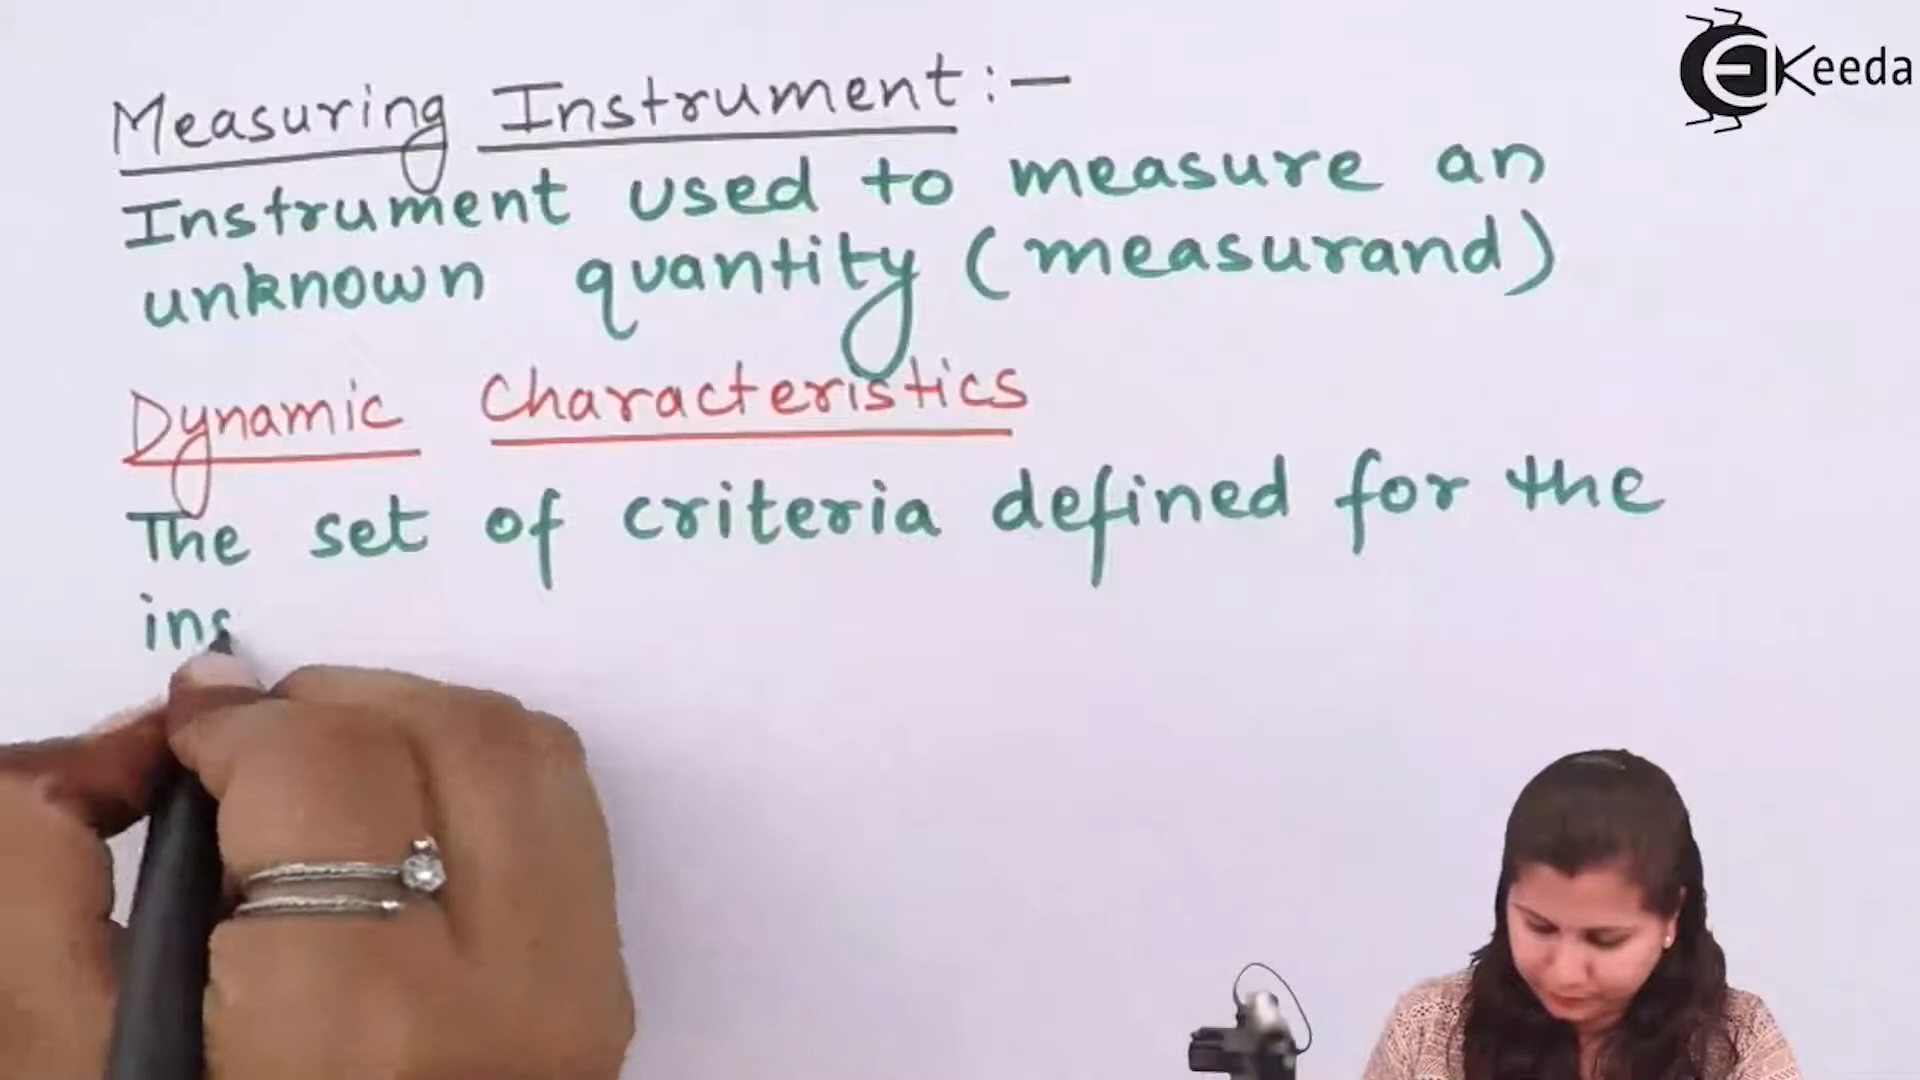 Measuring Instrument:-
Instrument used to measure an
unknown quantity (measurand)
Dynamic Characteristics
The set of criteria defined for the
ins
EKeeda